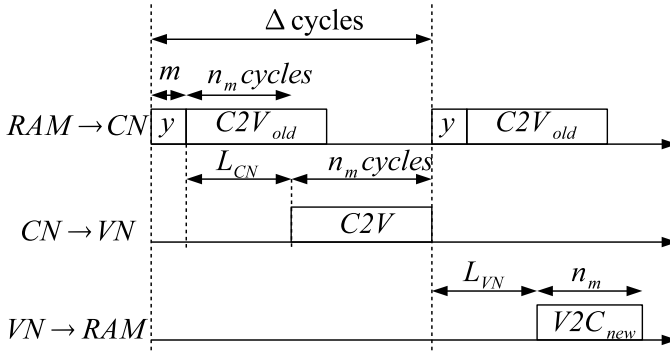 Δ cycles
m n_m cycles
RAM → CN y C2V_old y C2V_old
L_CN n_m cycles
CN → VN C2V
L_VN n_m
VN → RAM V2C_new